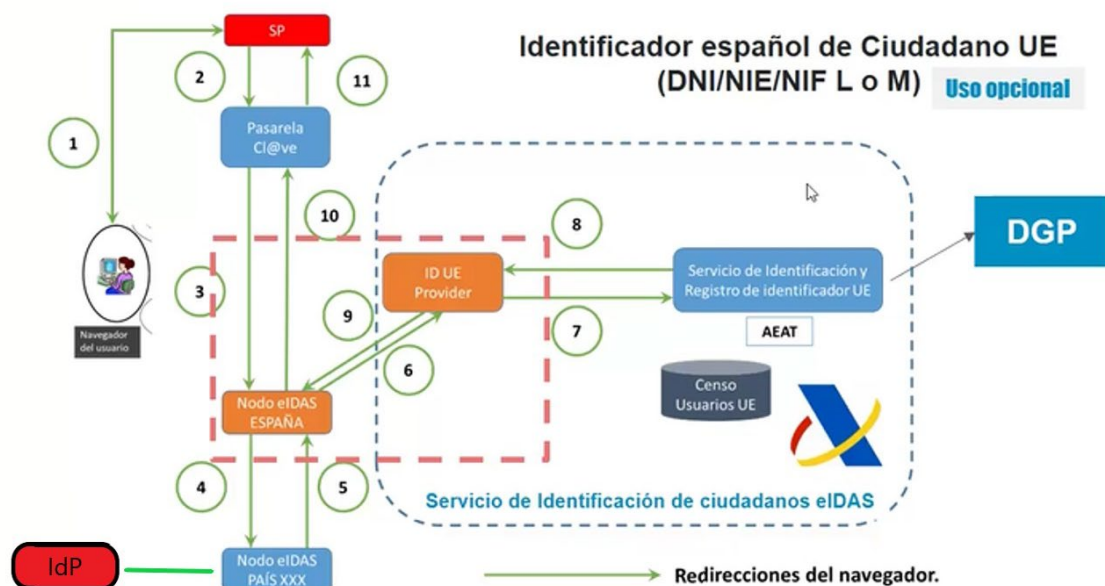 SP
Identificador español de Ciudadano UE
(DNI/NIE/NIF L o M)
Uso opcional
2
11
Pasarela
Cl@ve
1
10
8
DGP
ID UE
Provider
Servicio de Identificación y
Registro de identificador UE
3
9
7
AEAT
Navegador
del usuario
6
Censo
Usuarios UE
Nodo eIDAS
ESPAÑA
4
5
Servicio de Identificación de ciudadanos eIDAS
IdP
Nodo eIDAS
PAÍS XXX
Redirecciones del navegador.